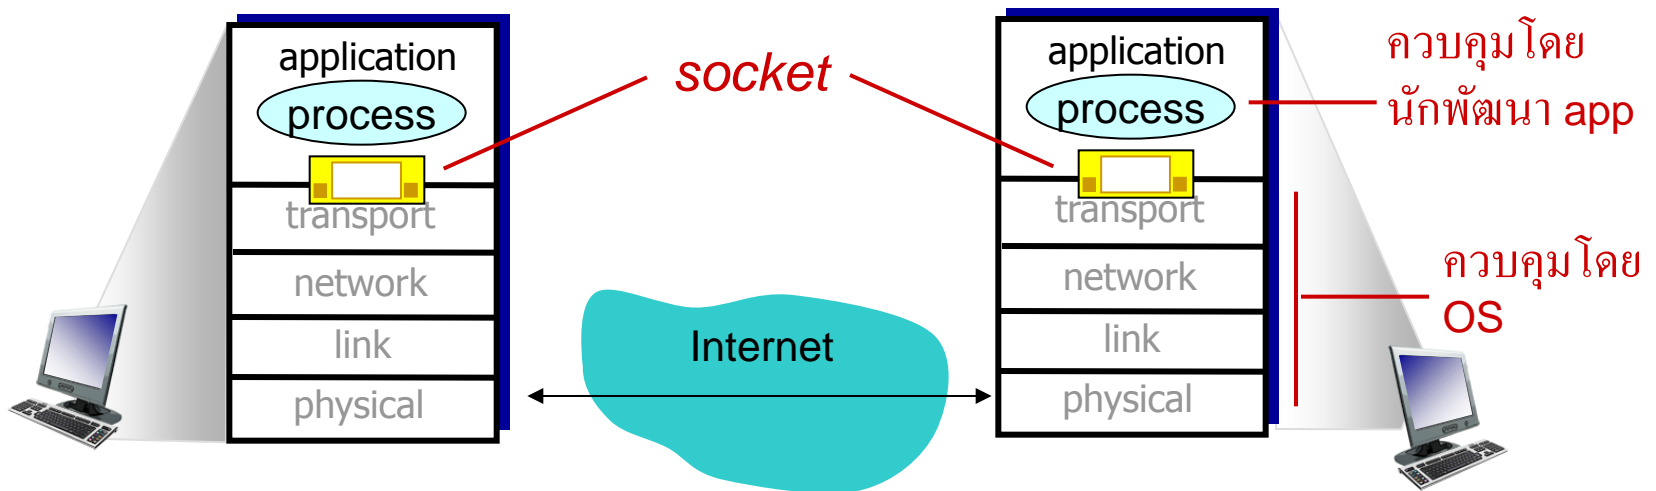 application
process
transport
network
link
physical
socket
Internet
application
process
transport
network
link
physical
ควบคุมโดย
นักพัฒนา app
ควบคุมโดย
OS